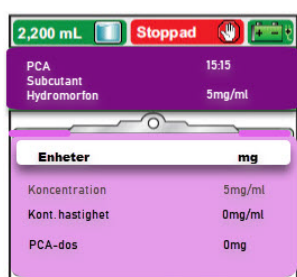 2,200 mL Stoppad
PCA 15:15
Subcutant
Hydromorfon 5mg/ml
Enheter mg
Koncentration 5mg/ml
Kont. hastighet 0mg/ml
PCA-dos 0mg